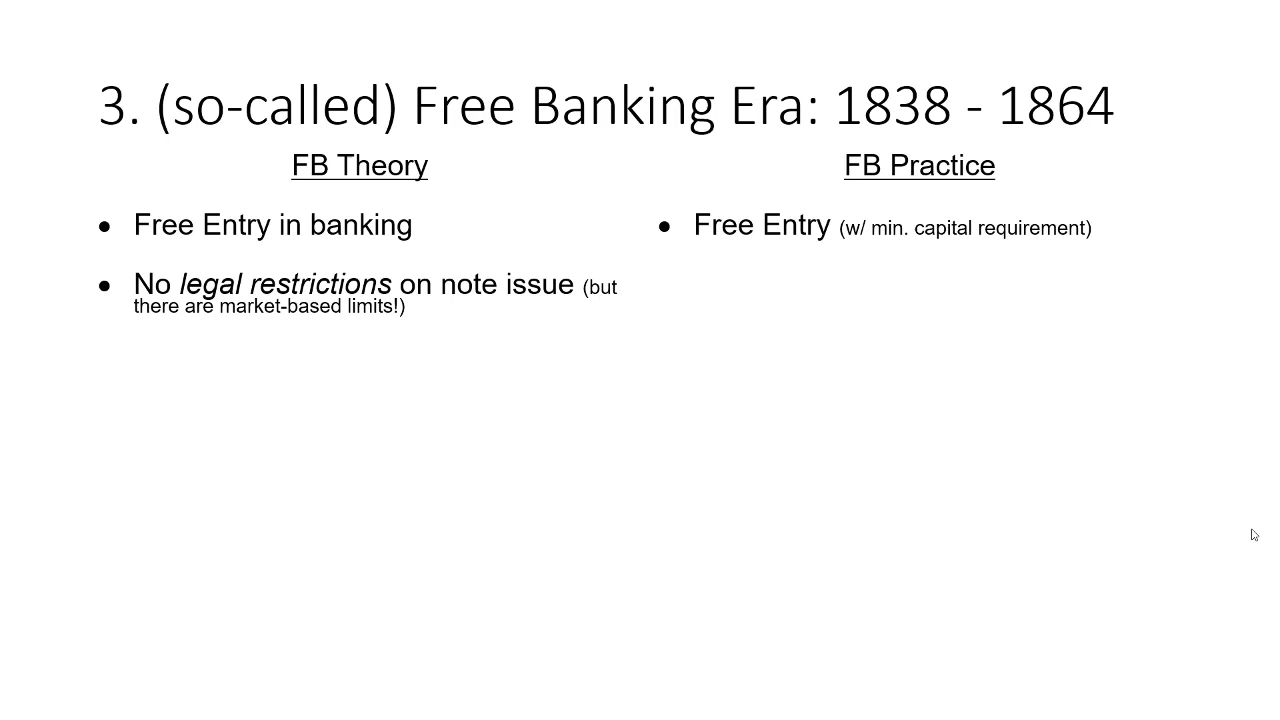 3. (so-called) Free Banking Era: 1838 - 1864
FB Theory
• Free Entry in banking
• No legal restrictions on note issue (but
there are market-based limits!)
FB Practice
• Free Entry (w/ min. capital requirement)